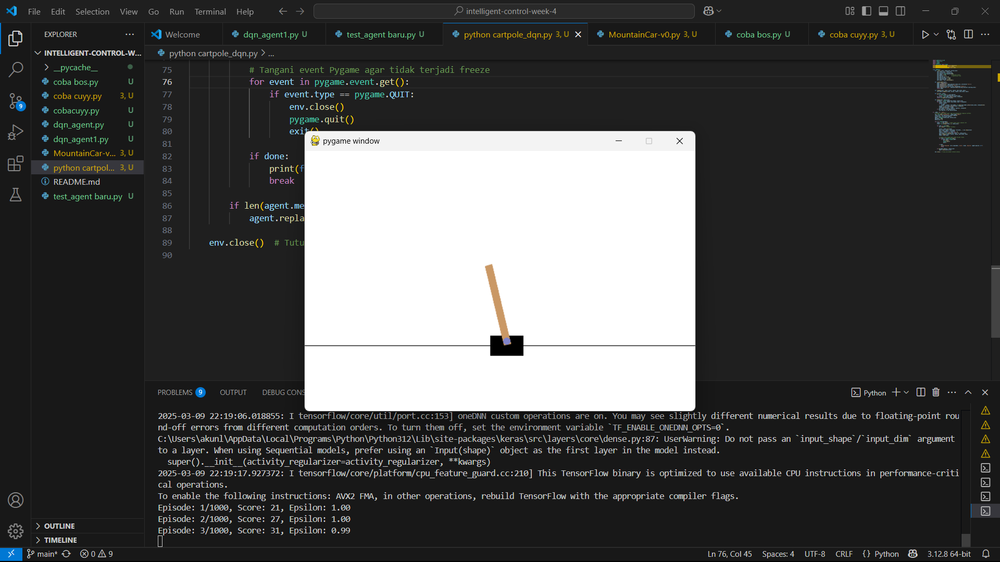 File Edit Selection View Go Run Terminal Help
intelligent-control-week-4
EXPLORER
INTELLIGENT-CONTROL-W...
__pycache__
coba bos.py U
coba cuyy.py 3, U
cobacuyy.py U
dqn_agent.py U
dqn_agent1.py U
MountainCar-v... 3, U
python cartpol... 3, U
README.md
test_agent baru.py U
OUTLINE
TIMELINE
Welcome
dqn_agent1.py U
test_agent baru.py U
python cartpole_dqn.py 3, U
MountainCar-v0.py 3, U
coba bos.py U
coba cuyy.py 3, U
python cartpole_dqn.py > ...
75 # Tangani event Pygame agar tidak terjadi freeze
76 for event in pygame.event.get():
77 if event.type == pygame.QUIT:
78 env.close()
79 pygame.quit()
80 exit()
81
82 if done:
83 print(f
84 break
85
86 if len(agent.me
87 agent.repla
88
89 env.close() # Tutu
90
pygame window
PROBLEMS 9 OUTPUT DEBUG CONS
Python
2025-03-09 22:19:06.018855: I tensorflow/core/util/port.cc:153] oneDNN custom operations are on. You may see slightly different numerical results due to floating-point rou
nd-off errors from different computation orders. To turn them off, set the environment variable `TF_ENABLE_ONEDNN_OPTS=0`.
C:\Users\akunl\AppData\Local\Programs\Python\Python312\Lib\site-packages\keras\src\layers\core\dense.py:87: UserWarning: Do not pass an `input_shape`/`input_dim` argument
to a layer. When using Sequential models, prefer using an `Input(shape)` object as the first layer in the model instead.
super().__init__(activity_regularizer=activity_regularizer, **kwargs)
2025-03-09 22:19:17.927372: I tensorflow/core/platform/cpu_feature_guard.cc:210] This TensorFlow binary is optimized to use available CPU instructions in performance-criti
cal operations.
To enable the following instructions: AVX2 FMA, in other operations, rebuild TensorFlow with the appropriate compiler flags.
Episode: 1/1000, Score: 21, Epsilon: 1.00
Episode: 2/1000, Score: 27, Epsilon: 1.00
Episode: 3/1000, Score: 31, Epsilon: 0.99
9
main* 0 9
Ln 76, Col 45 Spaces: 4 UTF-8 CRLF {} Python 3.12.8 64-bit